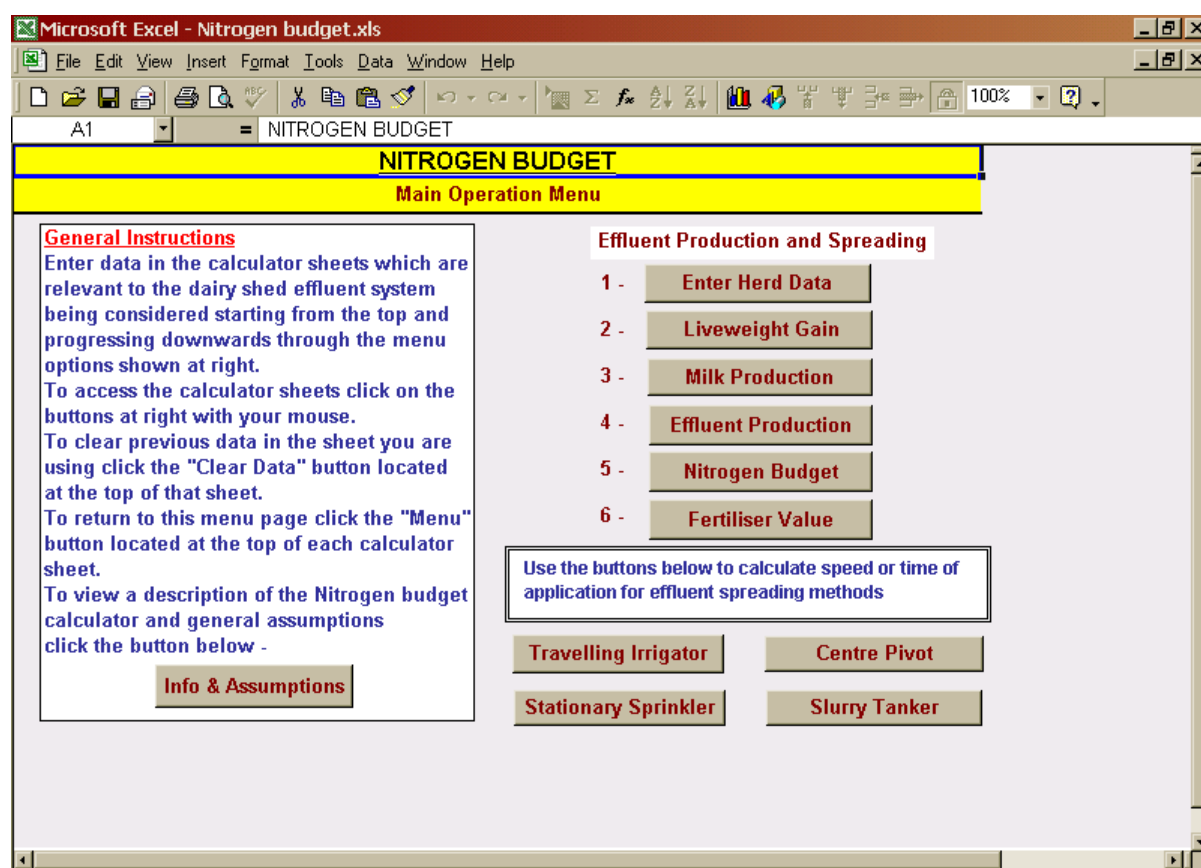 Microsoft Excel - Nitrogen budget.xls
File Edit View Insert Format Tools Data Window Help
100%
A1 = NITROGEN BUDGET
NITROGEN BUDGET
Main Operation Menu
General Instructions
Enter data in the calculator sheets which are
relevant to the dairy shed effluent system
being considered starting from the top and
progressing downwards through the menu
options shown at right.
To access the calculator sheets click on the
buttons at right with your mouse.
To clear previous data in the sheet you are
using click the "Clear Data" button located
at the top of that sheet.
To return to this menu page click the "Menu"
button located at the top of each calculator
sheet.
To view a description of the Nitrogen budget
calculator and general assumptions
click the button below -
Info & Assumptions
Effluent Production and Spreading
1 - Enter Herd Data
2 - Liveweight Gain
3 - Milk Production
4 - Effluent Production
5 - Nitrogen Budget
6 - Fertiliser Value
Use the buttons below to calculate speed or time of
application for effluent spreading methods
Travelling Irrigator
Centre Pivot
Stationary Sprinkler
Slurry Tanker